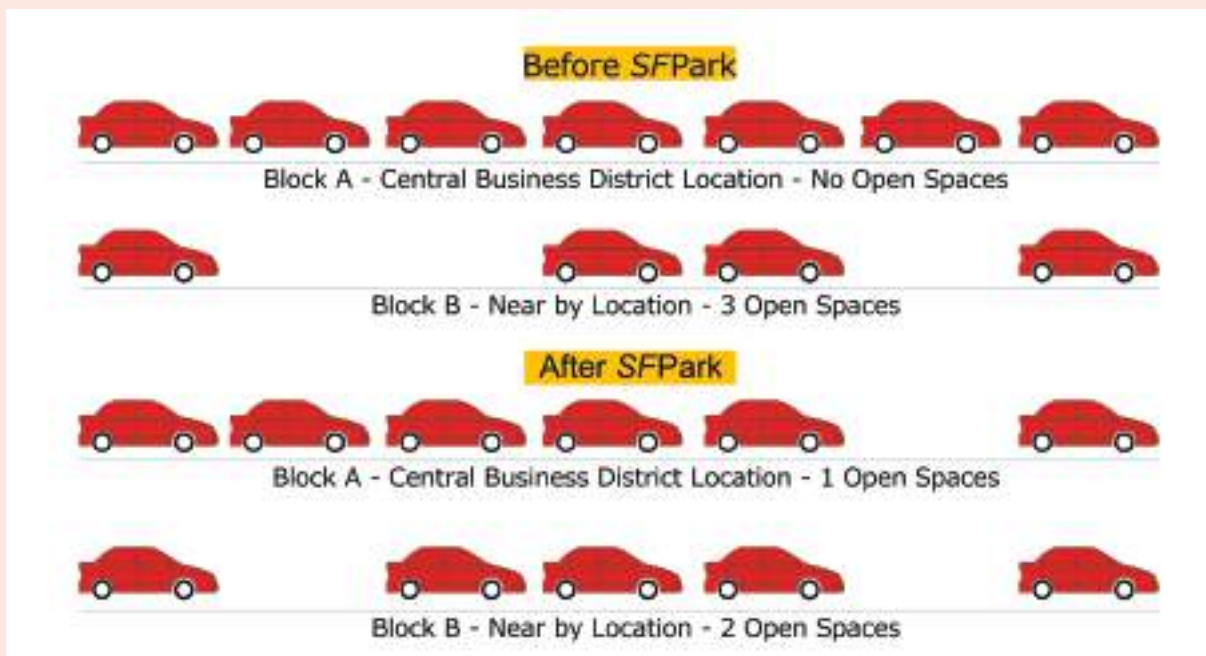 Before SFPark
Block A - Central Business District Location - No Open Spaces
Block B - Near by Location - 3 Open Spaces
After SFPark
Block A - Central Business District Location - 1 Open Spaces
Block B - Near by Location - 2 Open Spaces